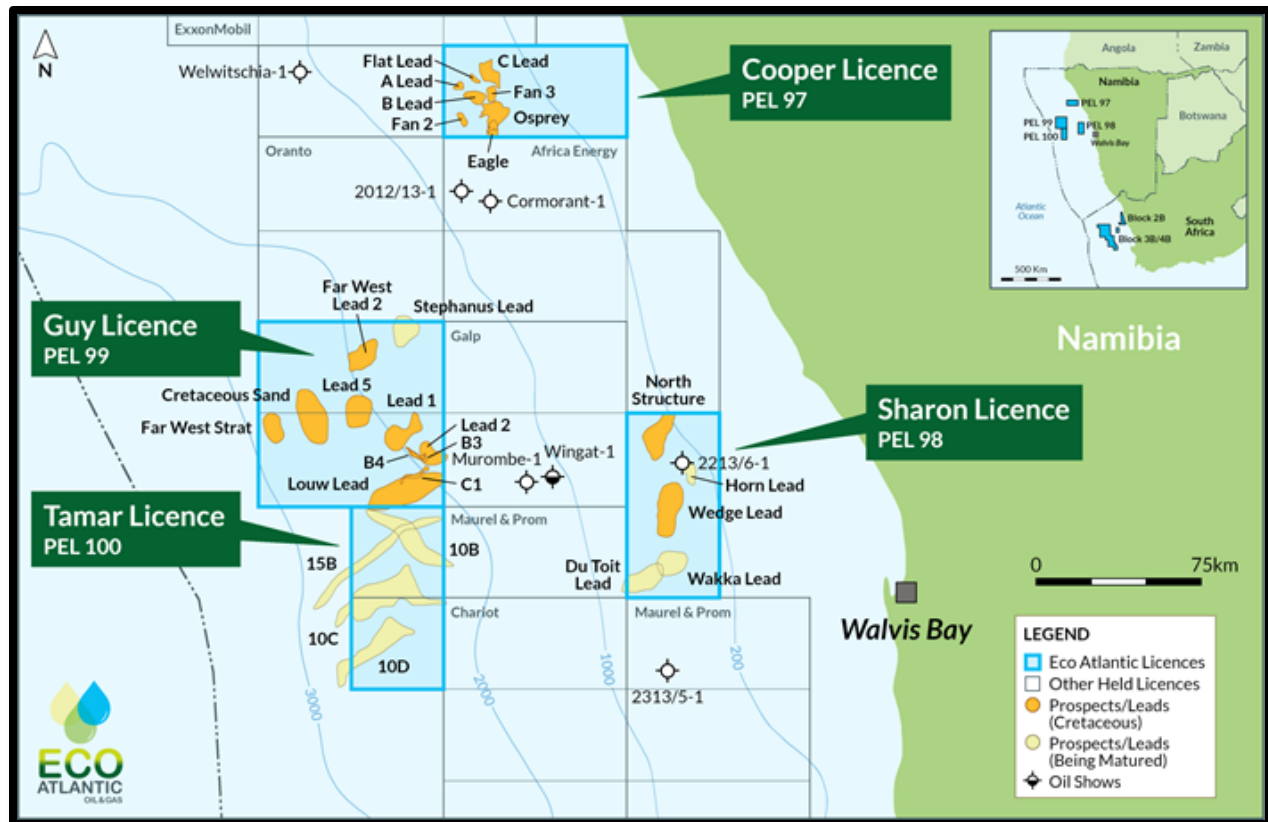 ExxonMobil
N
Welwitschia-1
Flat Lead
C Lead
A Lead
Fan 3
B Lead
Osprey
Fan 2
Eagle
Cooper Licence
PEL 97
Oranto
Africa Energy
2012/13-1
Cormorant-1
Angola
Zambia
Namibia
PEL 97
PEL 99
PEL 98
PEL 100
Walvis Bay
Botswana
Atlantic
Ocean
Block 2B
South
Africa
Block 3B/4B
500 Km
Namibia
Far West
Lead 2
Stephanus Lead
Guy Licence
PEL 99
Galp
Cretaceous Sand
Lead 5
Lead 1
Far West Strat
Lead 2
B3
B4
Murombe-1
Wingat-1
Louw Lead
C1
North
Structure
Sharon Licence
PEL 98
2213/6-1
Horn Lead
Wedge Lead
Du Toit
Lead
Wakka Lead
Tamar Licence
PEL 100
Maurel & Prom
15B
10B
Chariot
Maurel & Prom
10C
10D
3000
2000
1000
200
2313/5-1
0
75km
Walvis Bay
LEGEND
Eco Atlantic Licences
Other Held Licences
Prospects/Leads
(Cretaceous)
Prospects/Leads
(Being Matured)
Oil Shows
ECO
ATLANTIC
OIL & GAS